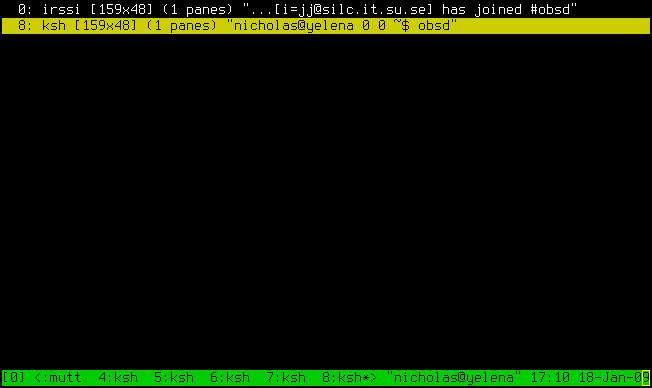 0: irssi [159x48] (1 panes) "...[i=jj@silc.it.su.se] has joined #obsd"
8: ksh [159x48] (1 panes) "nicholas@yelena 0 0 ~$ obsd"
[0] <:mutt  4:ksh  5:ksh  6:ksh  7:ksh  8:ksh*> "nicholas@yelena" 17:10 18-Jan-09